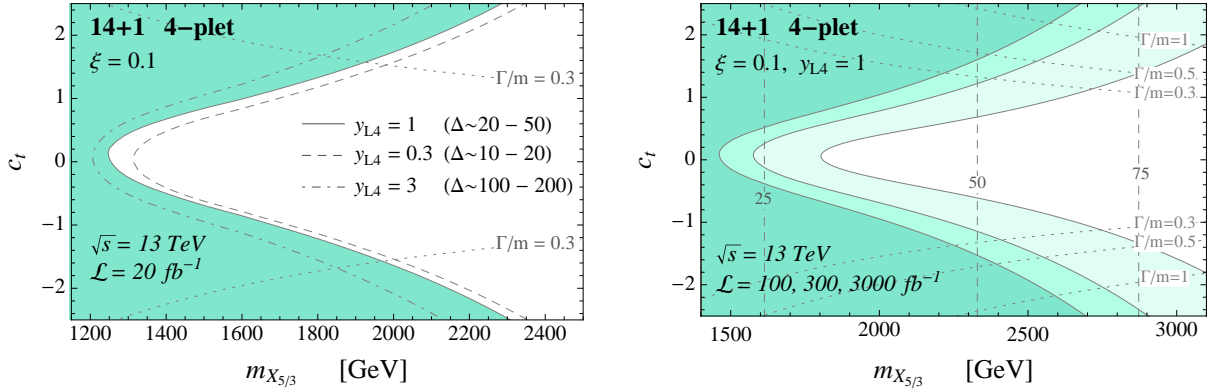 14+1 4-plet
ξ = 0.1
Γ/m = 0.3
y_L4 = 1 (Δ~20 − 50)
y_L4 = 0.3 (Δ~10 − 20)
y_L4 = 3 (Δ~100 − 200)
Γ/m = 0.3
√s = 13 TeV
ℒ = 20 fb⁻¹
2
1
0
−1
−2
c_t
1200 1400 1600 1800 2000 2200 2400
m_X5/3 [GeV]
14+1 4-plet
ξ = 0.1, y_L4 = 1
Γ/m=1
Γ/m=0.5
Γ/m=0.3
25
50
75
Γ/m=0.3
Γ/m=0.5
Γ/m=1
√s = 13 TeV
ℒ = 100, 300, 3000 fb⁻¹
2
1
0
−1
−2
c_t
1500 2000 2500 3000
m_X5/3 [GeV]